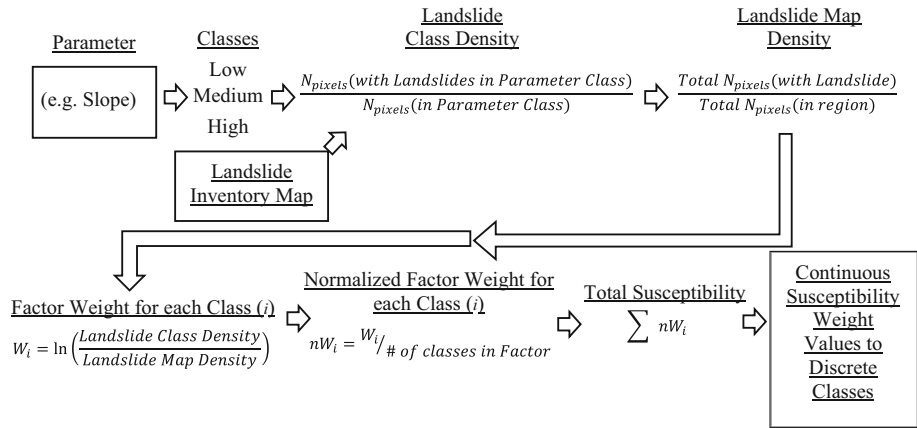 Parameter
(e.g. Slope)
Classes
Low
Medium
High
Landslide
Inventory Map
Landslide
Class Density
N_pixels(with Landslides in Parameter Class)
N_pixels(in Parameter Class)
Landslide Map
Density
Total N_pixels(with Landslide)
Total N_pixels(in region)
Factor Weight for each Class (i)
W_i = ln (Landslide Class Density / Landslide Map Density)
Normalized Factor Weight for
each Class (i)
nW_i = W_i / # of classes in Factor
Total Susceptibility
∑ nW_i
Continuous
Susceptibility
Weight
Values to
Discrete
Classes